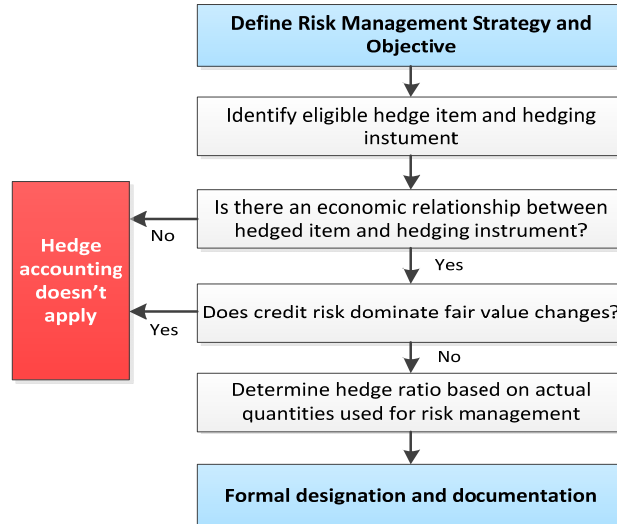 Define Risk Management Strategy and
Objective
Identify eligible hedge item and hedging
instument
Is there an economic relationship between
hedged item and hedging instrument?
No
Yes
Hedge
accounting
doesn’t
apply
Does credit risk dominate fair value changes?
Yes
No
Determine hedge ratio based on actual
quantities used for risk management
Formal designation and documentation